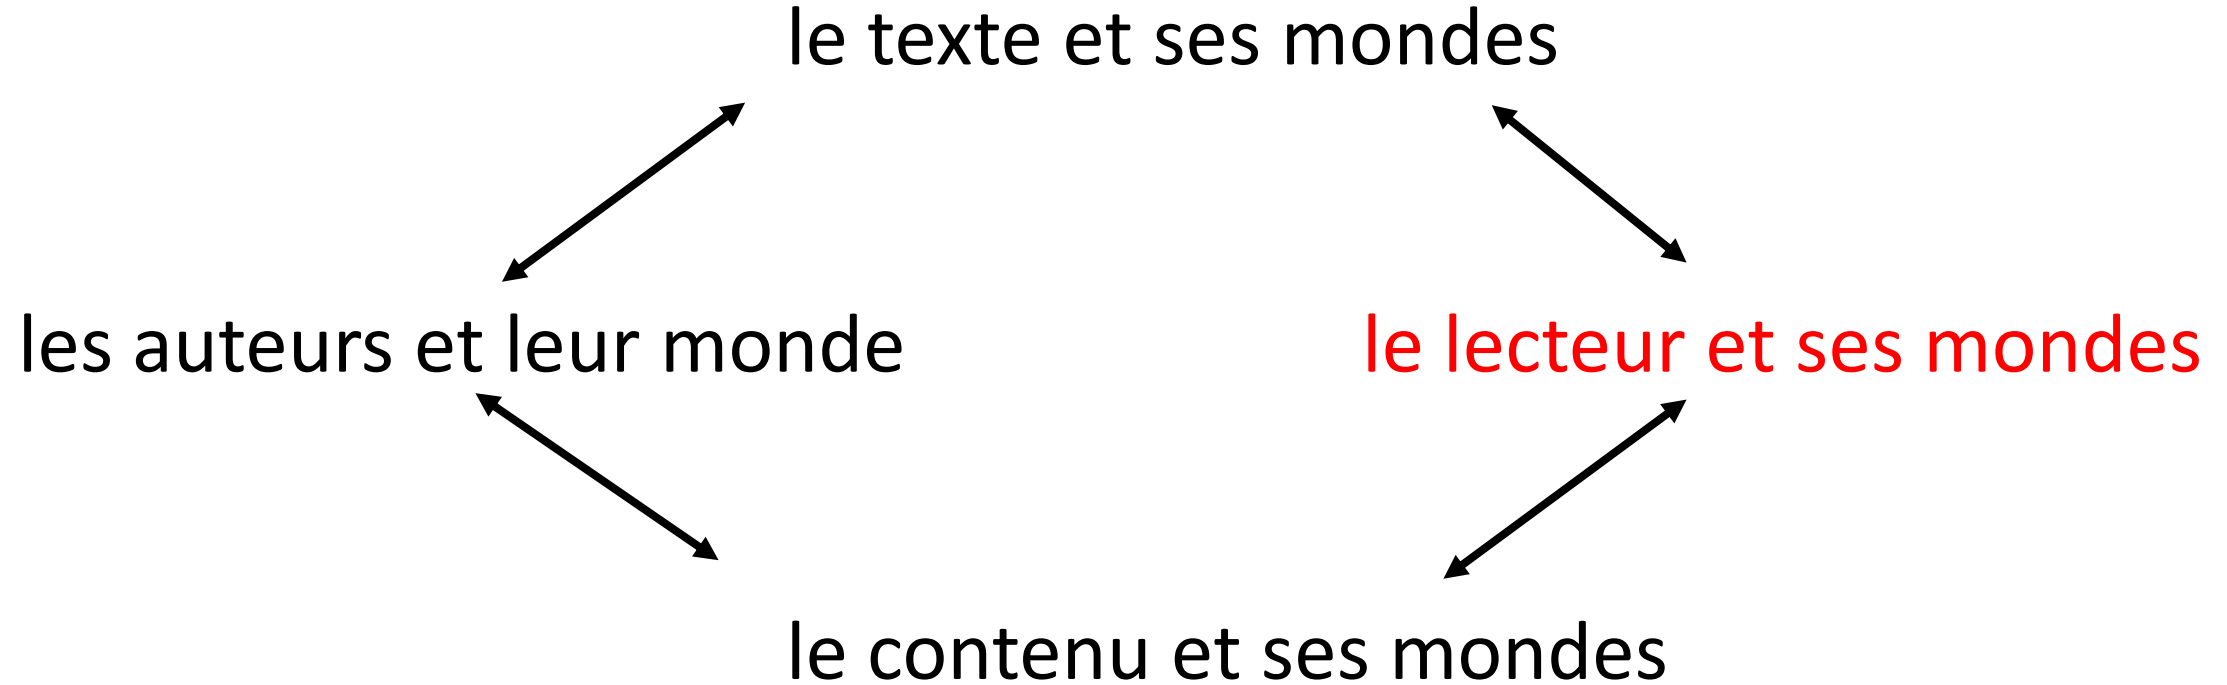 le texte et ses mondes
les auteurs et leur monde
le lecteur et ses mondes
le contenu et ses mondes